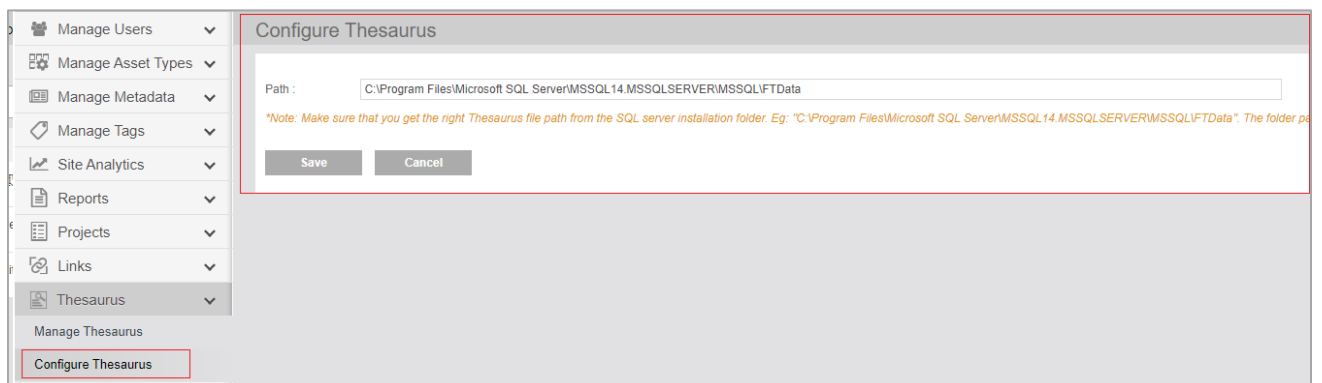 Manage Users
Manage Asset Types
Manage Metadata
Manage Tags
Site Analytics
Reports
Projects
Links
Thesaurus
Manage Thesaurus
Configure Thesaurus
Configure Thesaurus
Path :
C:\Program Files\Microsoft SQL Server\MSSQL14.MSSQLSERVER\MSSQL\FTData
*Note: Make sure that you get the right Thesaurus file path from the SQL server installation folder. Eg: "C:\Program Files\Microsoft SQL Server\MSSQL14.MSSQLSERVER\MSSQL\FTData". The folder pa
Save
Cancel